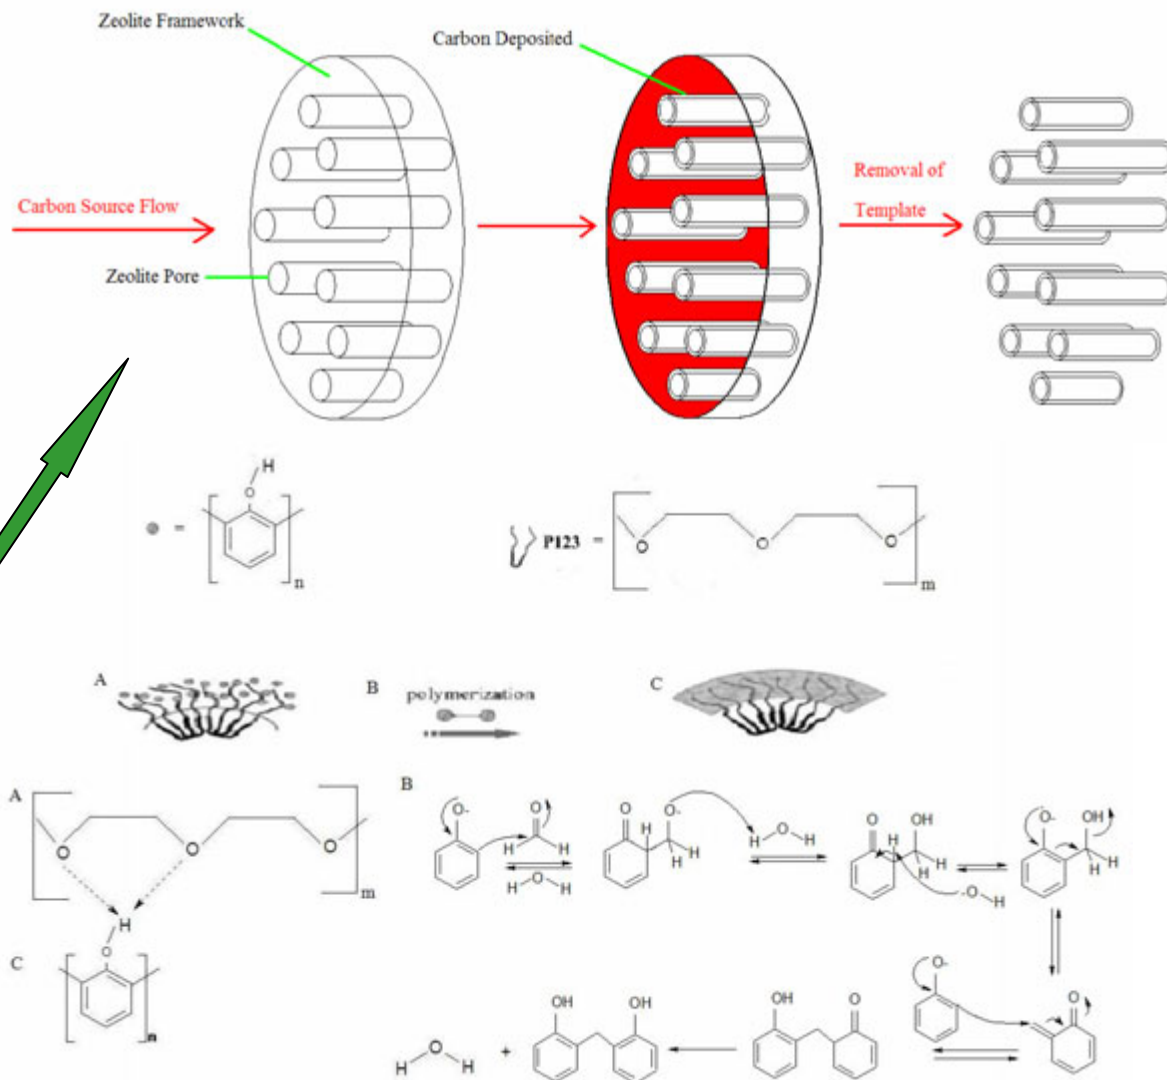 Zeolite Framework
Carbon Deposited
Carbon Source Flow
Zeolite Pore
Removal of
Template
H
O
n
=
P123 =
O O O
m
A
B
polymerization
C
A
O O O
m
H
O
n
C
B
O-
O
H H
H O H
O
H
O-
H
H
H O H
O
H
OH
H
H
-O H
O-
OH
H
H
O-
O
OH
O
OH
OH
+
H O H